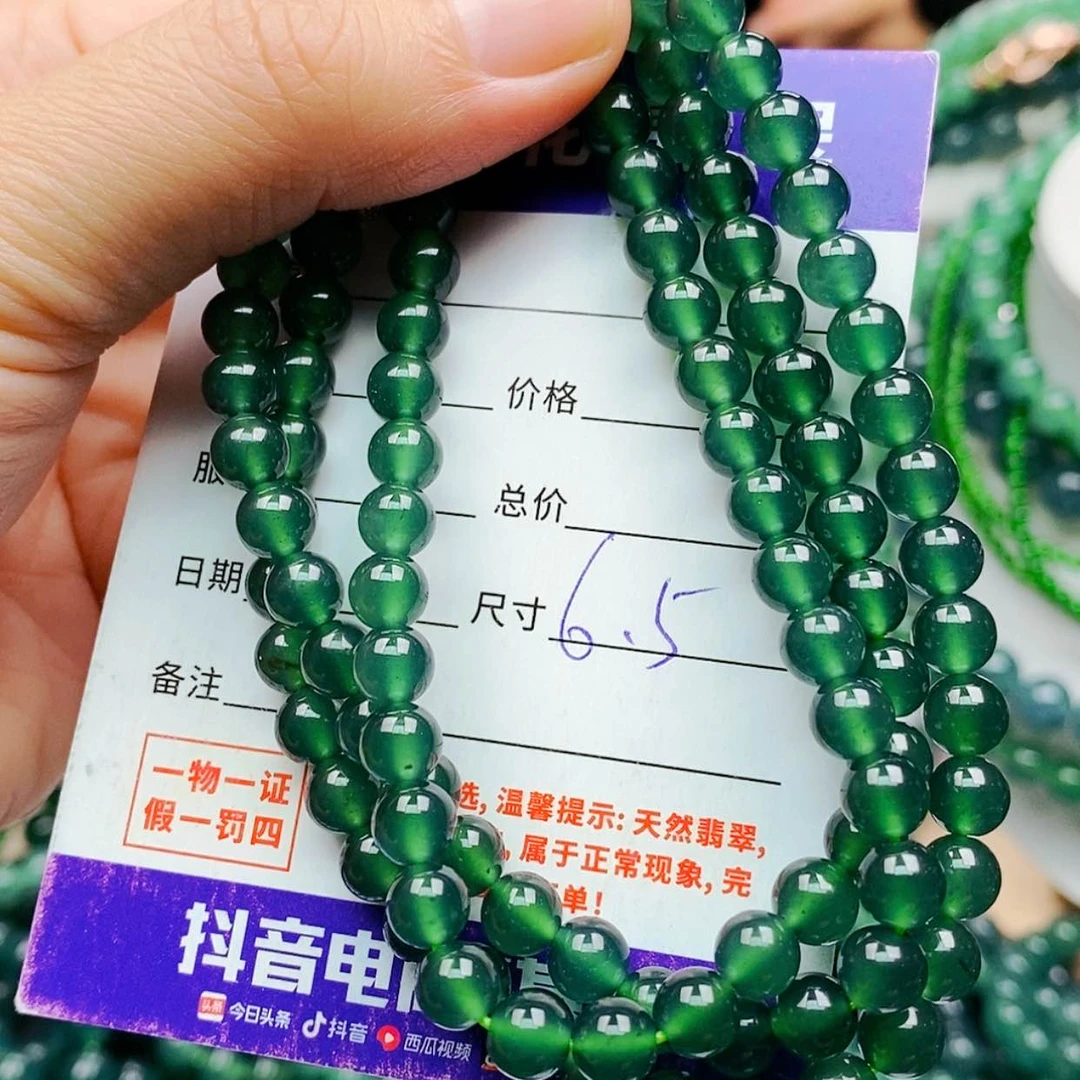 价格
总价
日期
尺寸 6.5
备注
一物一证
假一罚四
选, 温馨提示: 天然翡翠,
, 属于正常现象, 完
单!
抖音电
今日头条 抖音 西瓜视频